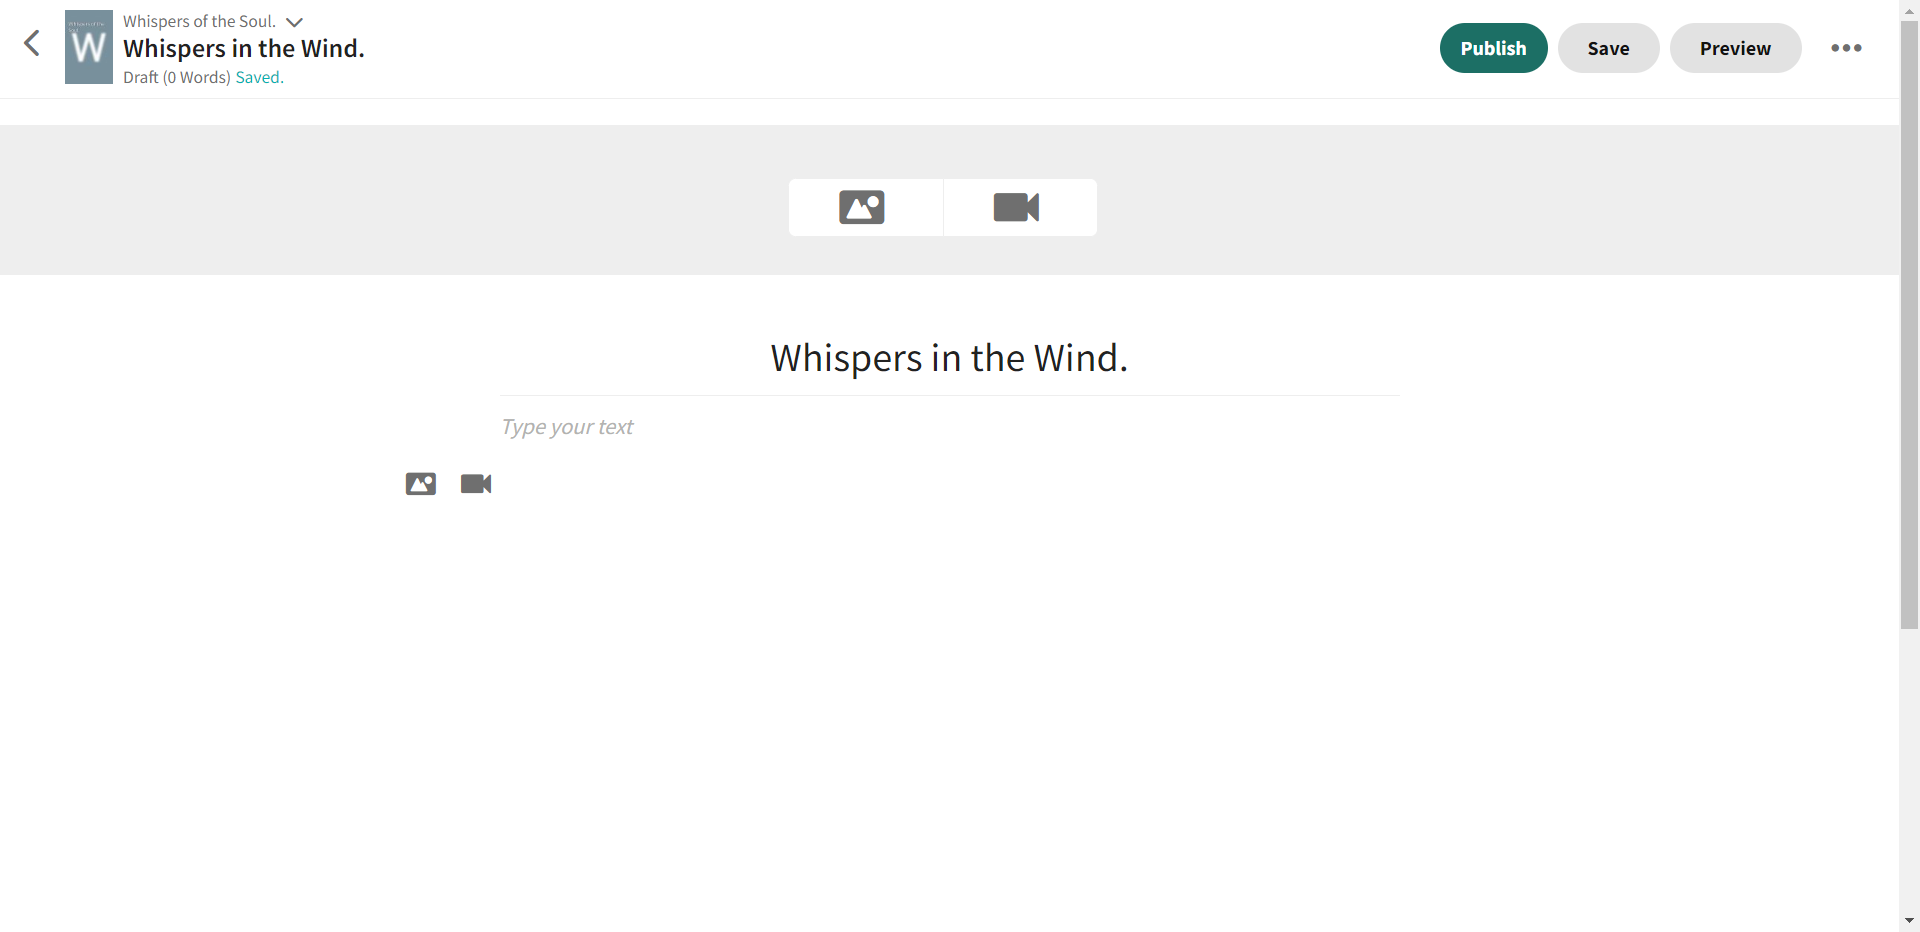 Whispers of the Soul.
Whispers in the Wind.
Draft (0 Words) Saved.
W
Publish
Save
Preview
Whispers in the Wind.
Type your text